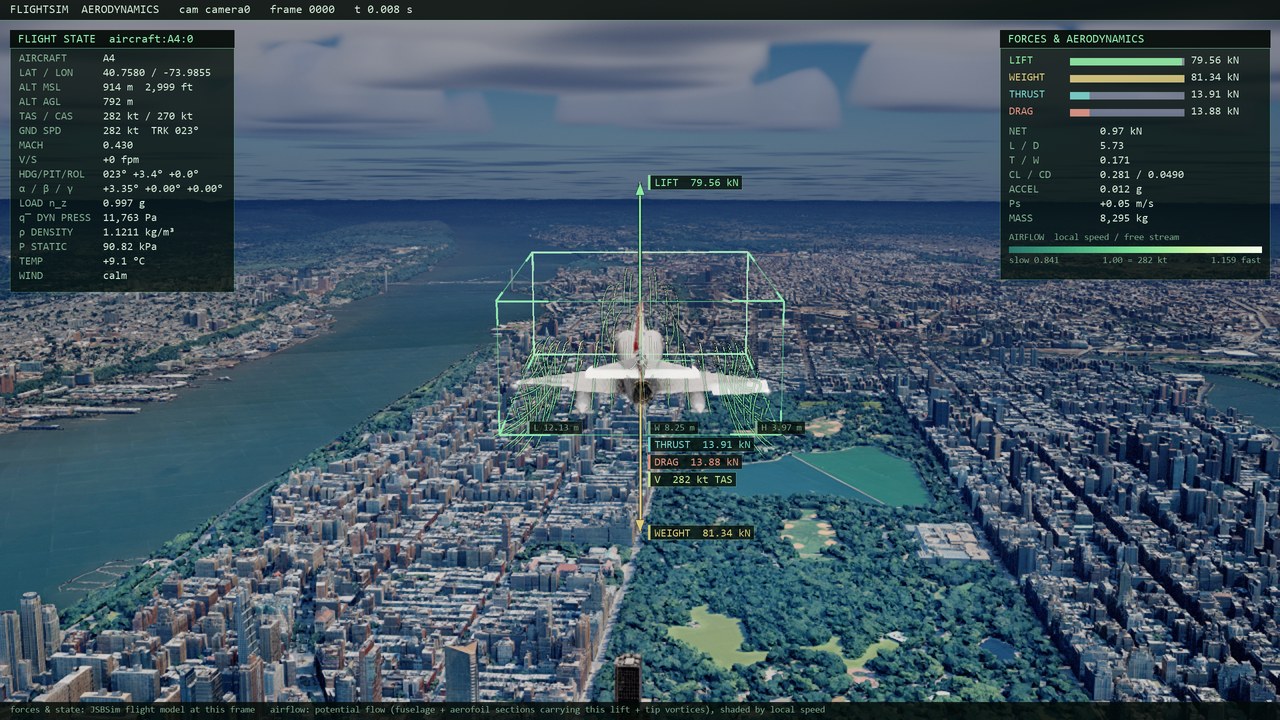 FLIGHTSIM AERODYNAMICS cam camera0 frame 0000 t 0.008 s
FLIGHT STATE aircraft:A4:0
AIRCRAFT A4
LAT / LON 40.7580 / -73.9855
ALT MSL 914 m 2,999 ft
ALT AGL 792 m
TAS / CAS 282 kt / 270 kt
GND SPD 282 kt TRK 023°
MACH 0.430
V/S +0 fpm
HDG/PIT/ROL 023° +3.4° +0.0°
α / β / γ +3.35° +0.00° +0.00°
LOAD n_z 0.997 g
q‾ DYN PRESS 11,763 Pa
ρ DENSITY 1.1211 kg/m³
P STATIC 90.82 kPa
TEMP +9.1 °C
WIND calm
FORCES & AERODYNAMICS
LIFT 79.56 kN
WEIGHT 81.34 kN
THRUST 13.91 kN
DRAG 13.88 kN
NET 0.97 kN
L / D 5.73
T / W 0.171
CL / CD 0.281 / 0.0490
ACCEL 0.012 g
Ps +0.05 m/s
MASS 8,295 kg
AIRFLOW local speed / free stream
slow 0.841 1.00 = 282 kt 1.159 fast
LIFT 79.56 kN
L 12.13 m W 8.25 m H 3.97 m
THRUST 13.91 kN
DRAG 13.88 kN
V 282 kt TAS
WEIGHT 81.34 kN
forces & state: JSBSim flight model at this frame airflow: potential flow (fuselage + aerofoil sections carrying this lift + tip vortices), shaded by local speed